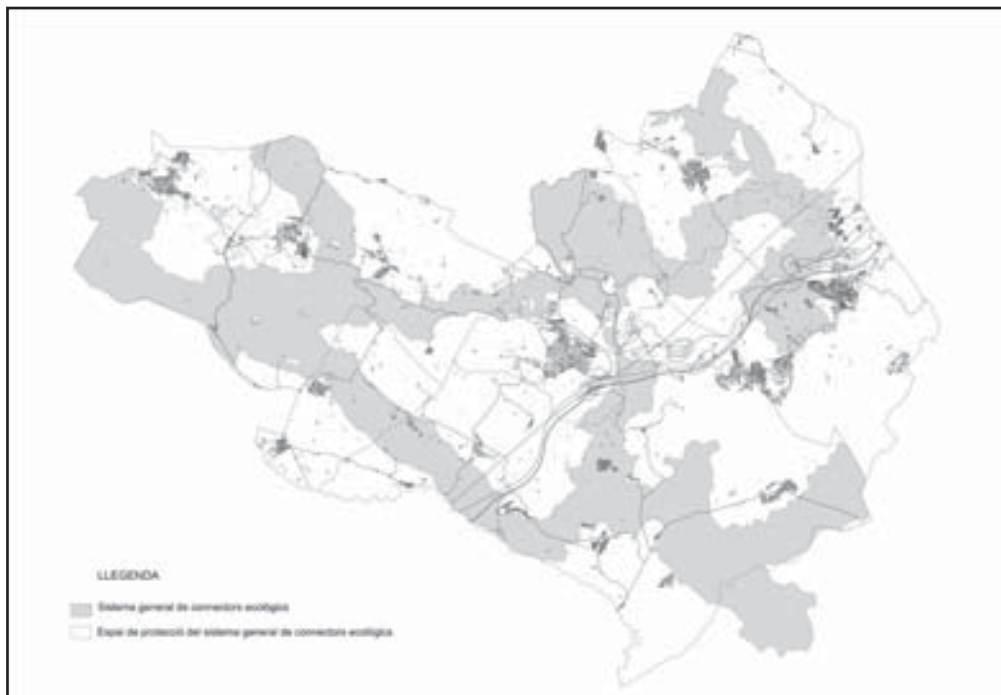 LLEGENDA
Sistema general de connectors ecològics
Espai de protecció del sistema general de connectors ecològics